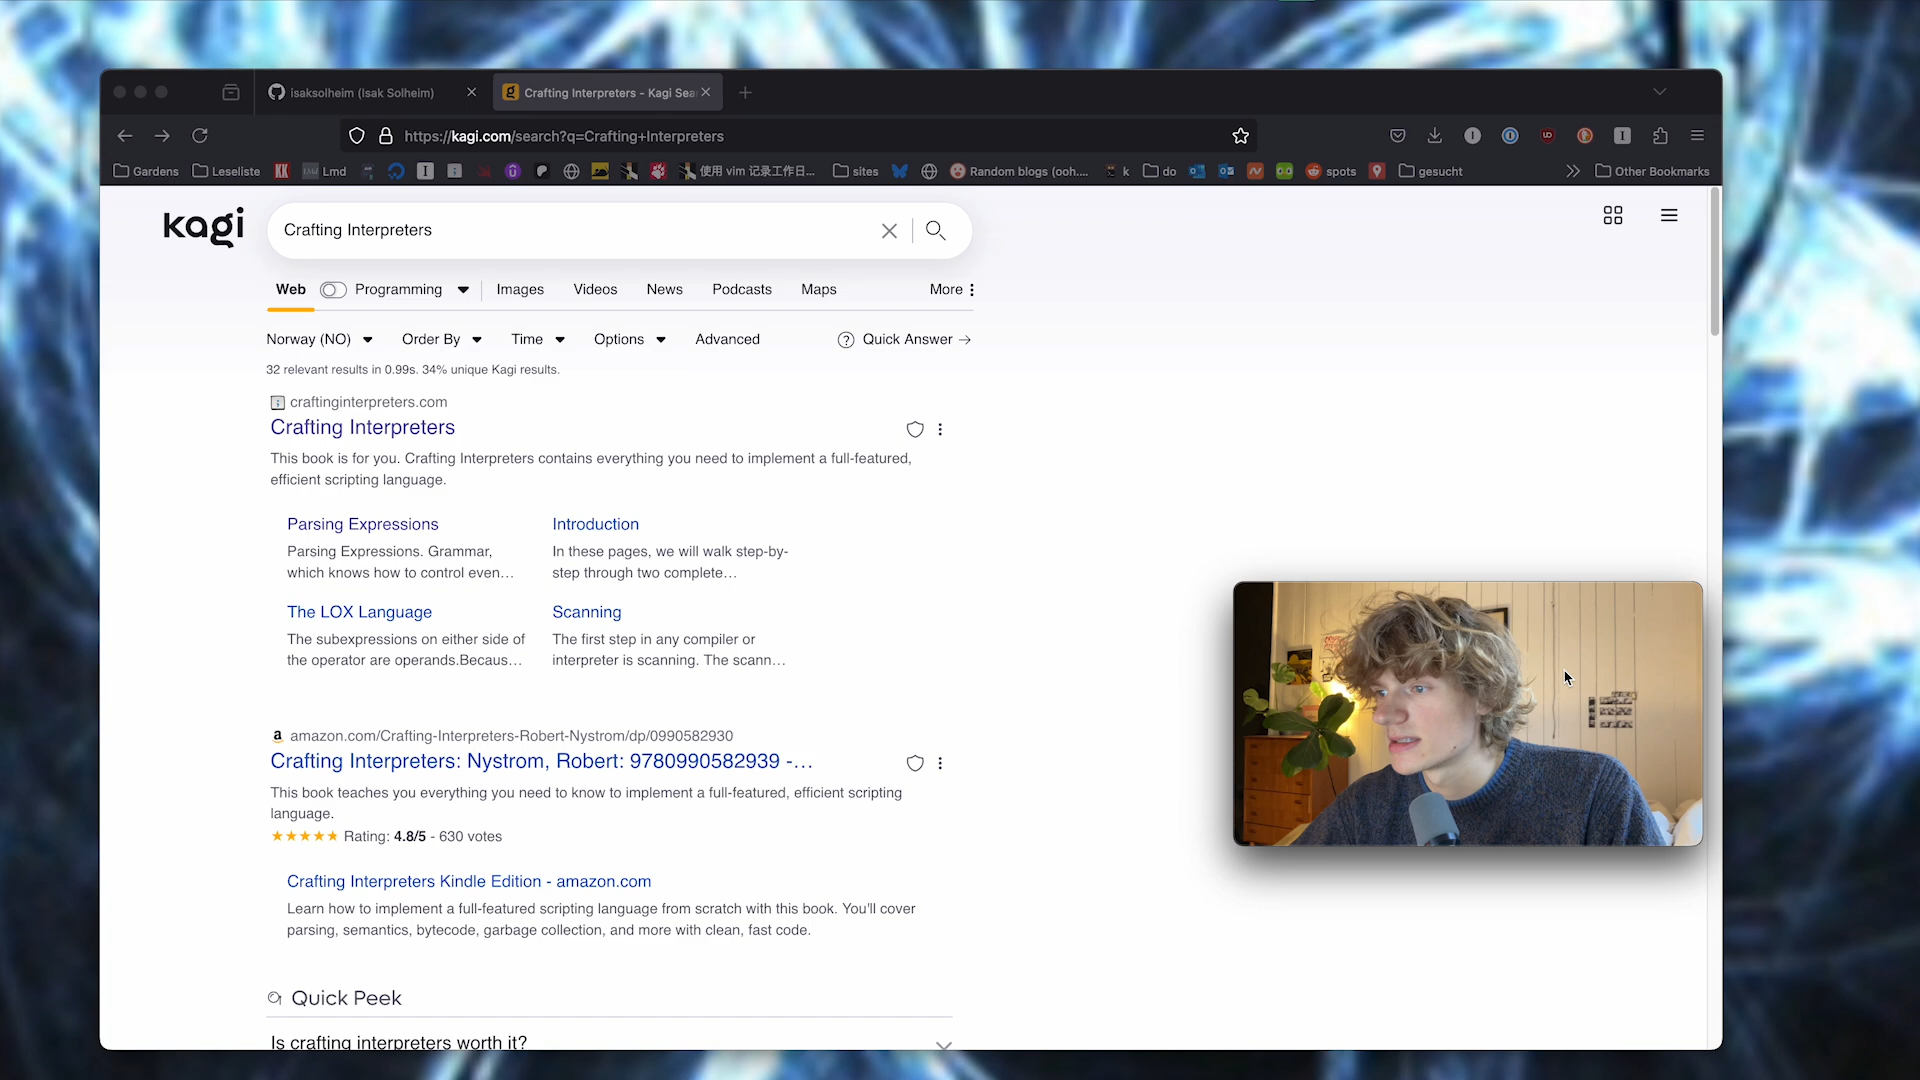 isaksolheim (Isak Solheim)
Crafting Interpreters - Kagi Sea
https://kagi.com/search?q=Crafting+Interpreters
Gardens Leseliste KK Lmd 使用 vim 记录工作日... sites Random blogs (ooh.... k do spots gesucht Other Bookmarks
kagi
Crafting Interpreters
Web Programming Images Videos News Podcasts Maps More
Norway (NO) Order By Time Options Advanced Quick Answer
32 relevant results in 0.99s. 34% unique Kagi results.
craftinginterpreters.com
Crafting Interpreters
This book is for you. Crafting Interpreters contains everything you need to implement a full-featured,
efficient scripting language.
Parsing Expressions
Parsing Expressions. Grammar,
which knows how to control even...
Introduction
In these pages, we will walk step-by-
step through two complete...
The LOX Language
The subexpressions on either side of
the operator are operands.Becaus...
Scanning
The first step in any compiler or
interpreter is scanning. The scann...
amazon.com/Crafting-Interpreters-Robert-Nystrom/dp/0990582930
Crafting Interpreters: Nystrom, Robert: 9780990582939 -...
This book teaches you everything you need to know to implement a full-featured, efficient scripting
language.
Rating: 4.8/5 - 630 votes
Crafting Interpreters Kindle Edition - amazon.com
Learn how to implement a full-featured scripting language from scratch with this book. You'll cover
parsing, semantics, bytecode, garbage collection, and more with clean, fast code.
Quick Peek
Is crafting interpreters worth it?